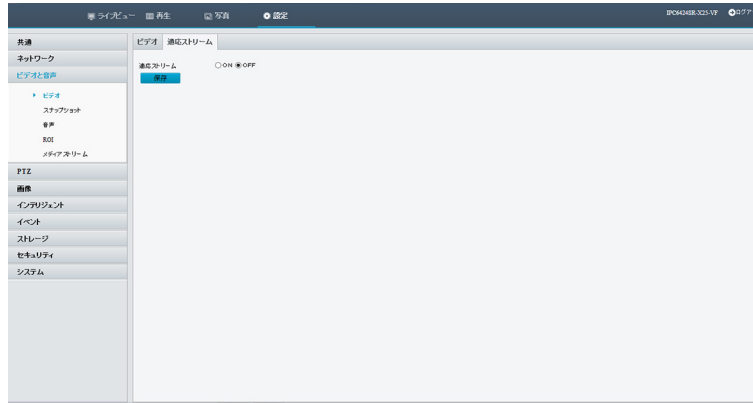 ライブビュー 再生 写真 設定 ログア
共通
ネットワーク
ビデオと音声
ビデオ
スナップショット
音声
ROI
メディアストリーム
PTZ
画像
インテリジェント
イベント
ストレージ
セキュリティ
システム
ビデオ 適応ストリーム
適応ストリーム ON OFF
保存